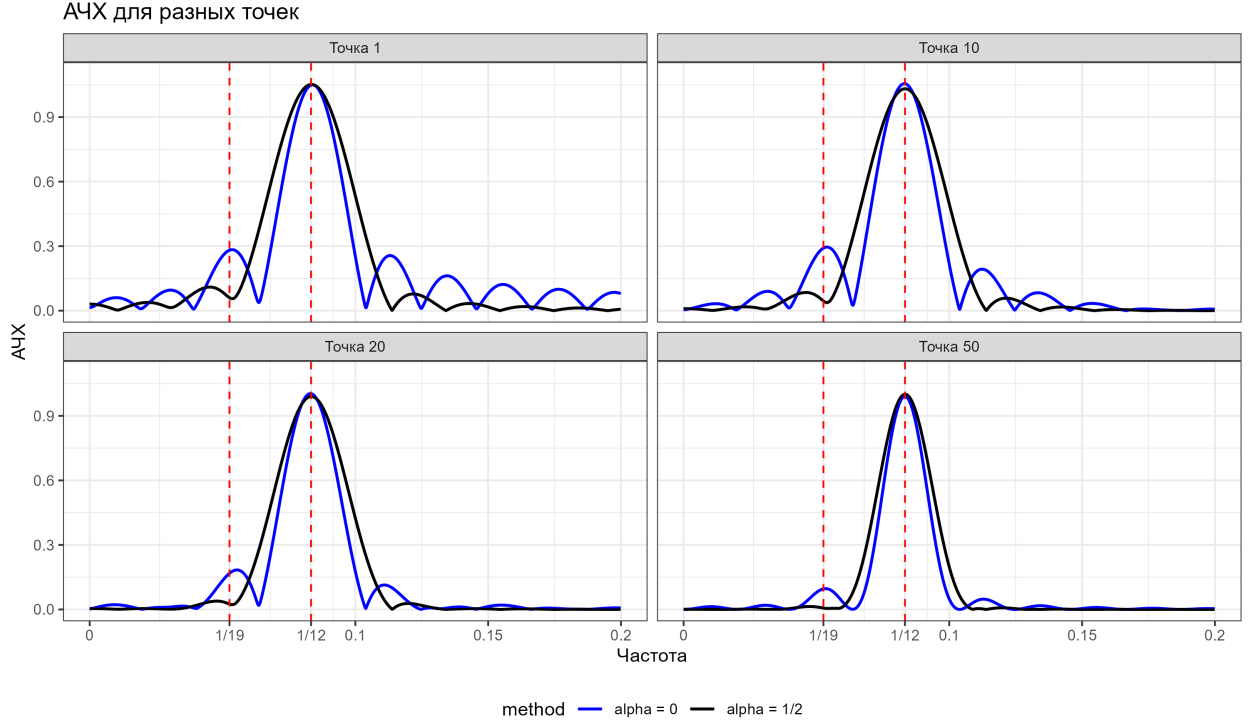 АЧХ для разных точек
Точка 1
Точка 10
0.9
0.6
0.3
0.0
Точка 20
Точка 50
0.9
0.6
0.3
0.0
АЧХ
0 1/19 1/12 0.1 0.15 0.2
0 1/19 1/12 0.1 0.15 0.2
Частота
method alpha = 0 alpha = 1/2